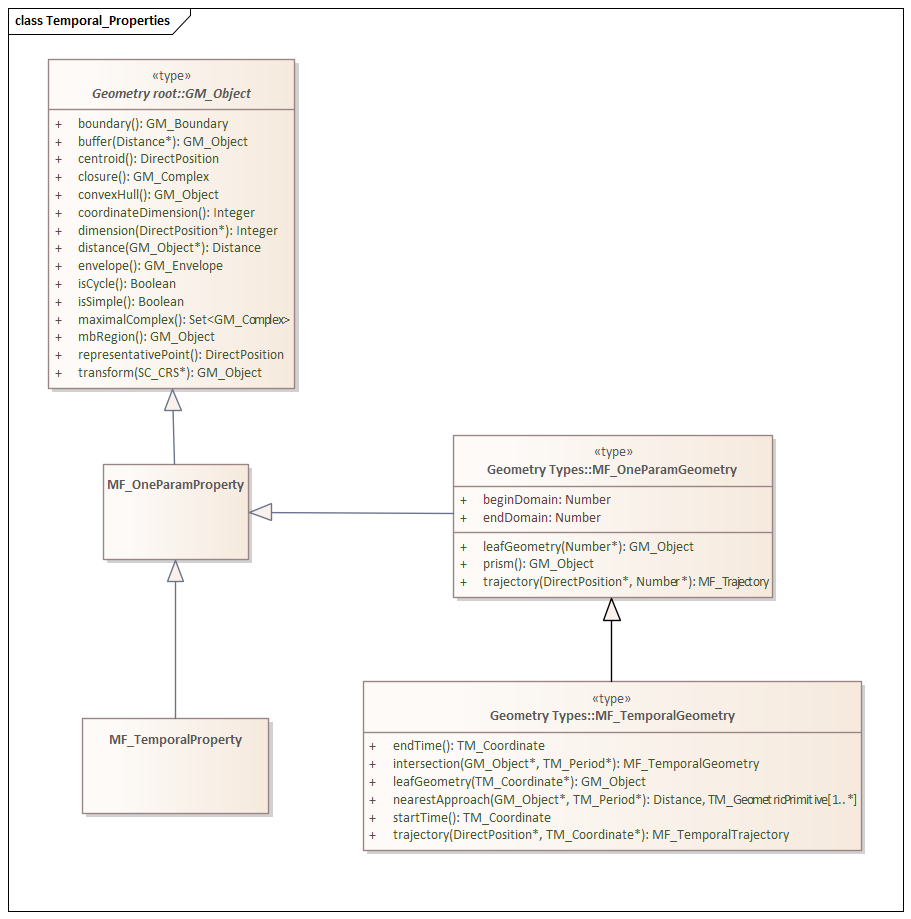 class Temporal_Properties
«type»
Geometry root::GM_Object
+ boundary(): GM_Boundary
+ buffer(Distance*): GM_Object
+ centroid(): DirectPosition
+ closure(): GM_Complex
+ convexHull(): GM_Object
+ coordinateDimension(): Integer
+ dimension(DirectPosition*): Integer
+ distance(GM_Object*): Distance
+ envelope(): GM_Envelope
+ isCycle(): Boolean
+ isSimple(): Boolean
+ maximalComplex(): Set<GM_Complex>
+ mbRegion(): GM_Object
+ representativePoint(): DirectPosition
+ transform(SC_CRS*): GM_Object
MF_OneParamProperty
«type»
Geometry Types::MF_OneParamGeometry
+ beginDomain: Number
+ endDomain: Number
+ leafGeometry(Number*): GM_Object
+ prism(): GM_Object
+ trajectory(DirectPosition*, Number*): MF_Trajectory
MF_TemporalProperty
«type»
Geometry Types::MF_TemporalGeometry
+ endTime(): TM_Coordinate
+ intersection(GM_Object*, TM_Period*): MF_TemporalGeometry
+ leafGeometry(TM_Coordinate*): GM_Object
+ nearestApproach(GM_Object*, TM_Period*): Distance, TM_GeometricPrimitive[1..*]
+ startTime(): TM_Coordinate
+ trajectory(DirectPosition*, TM_Coordinate*): MF_TemporalTrajectory